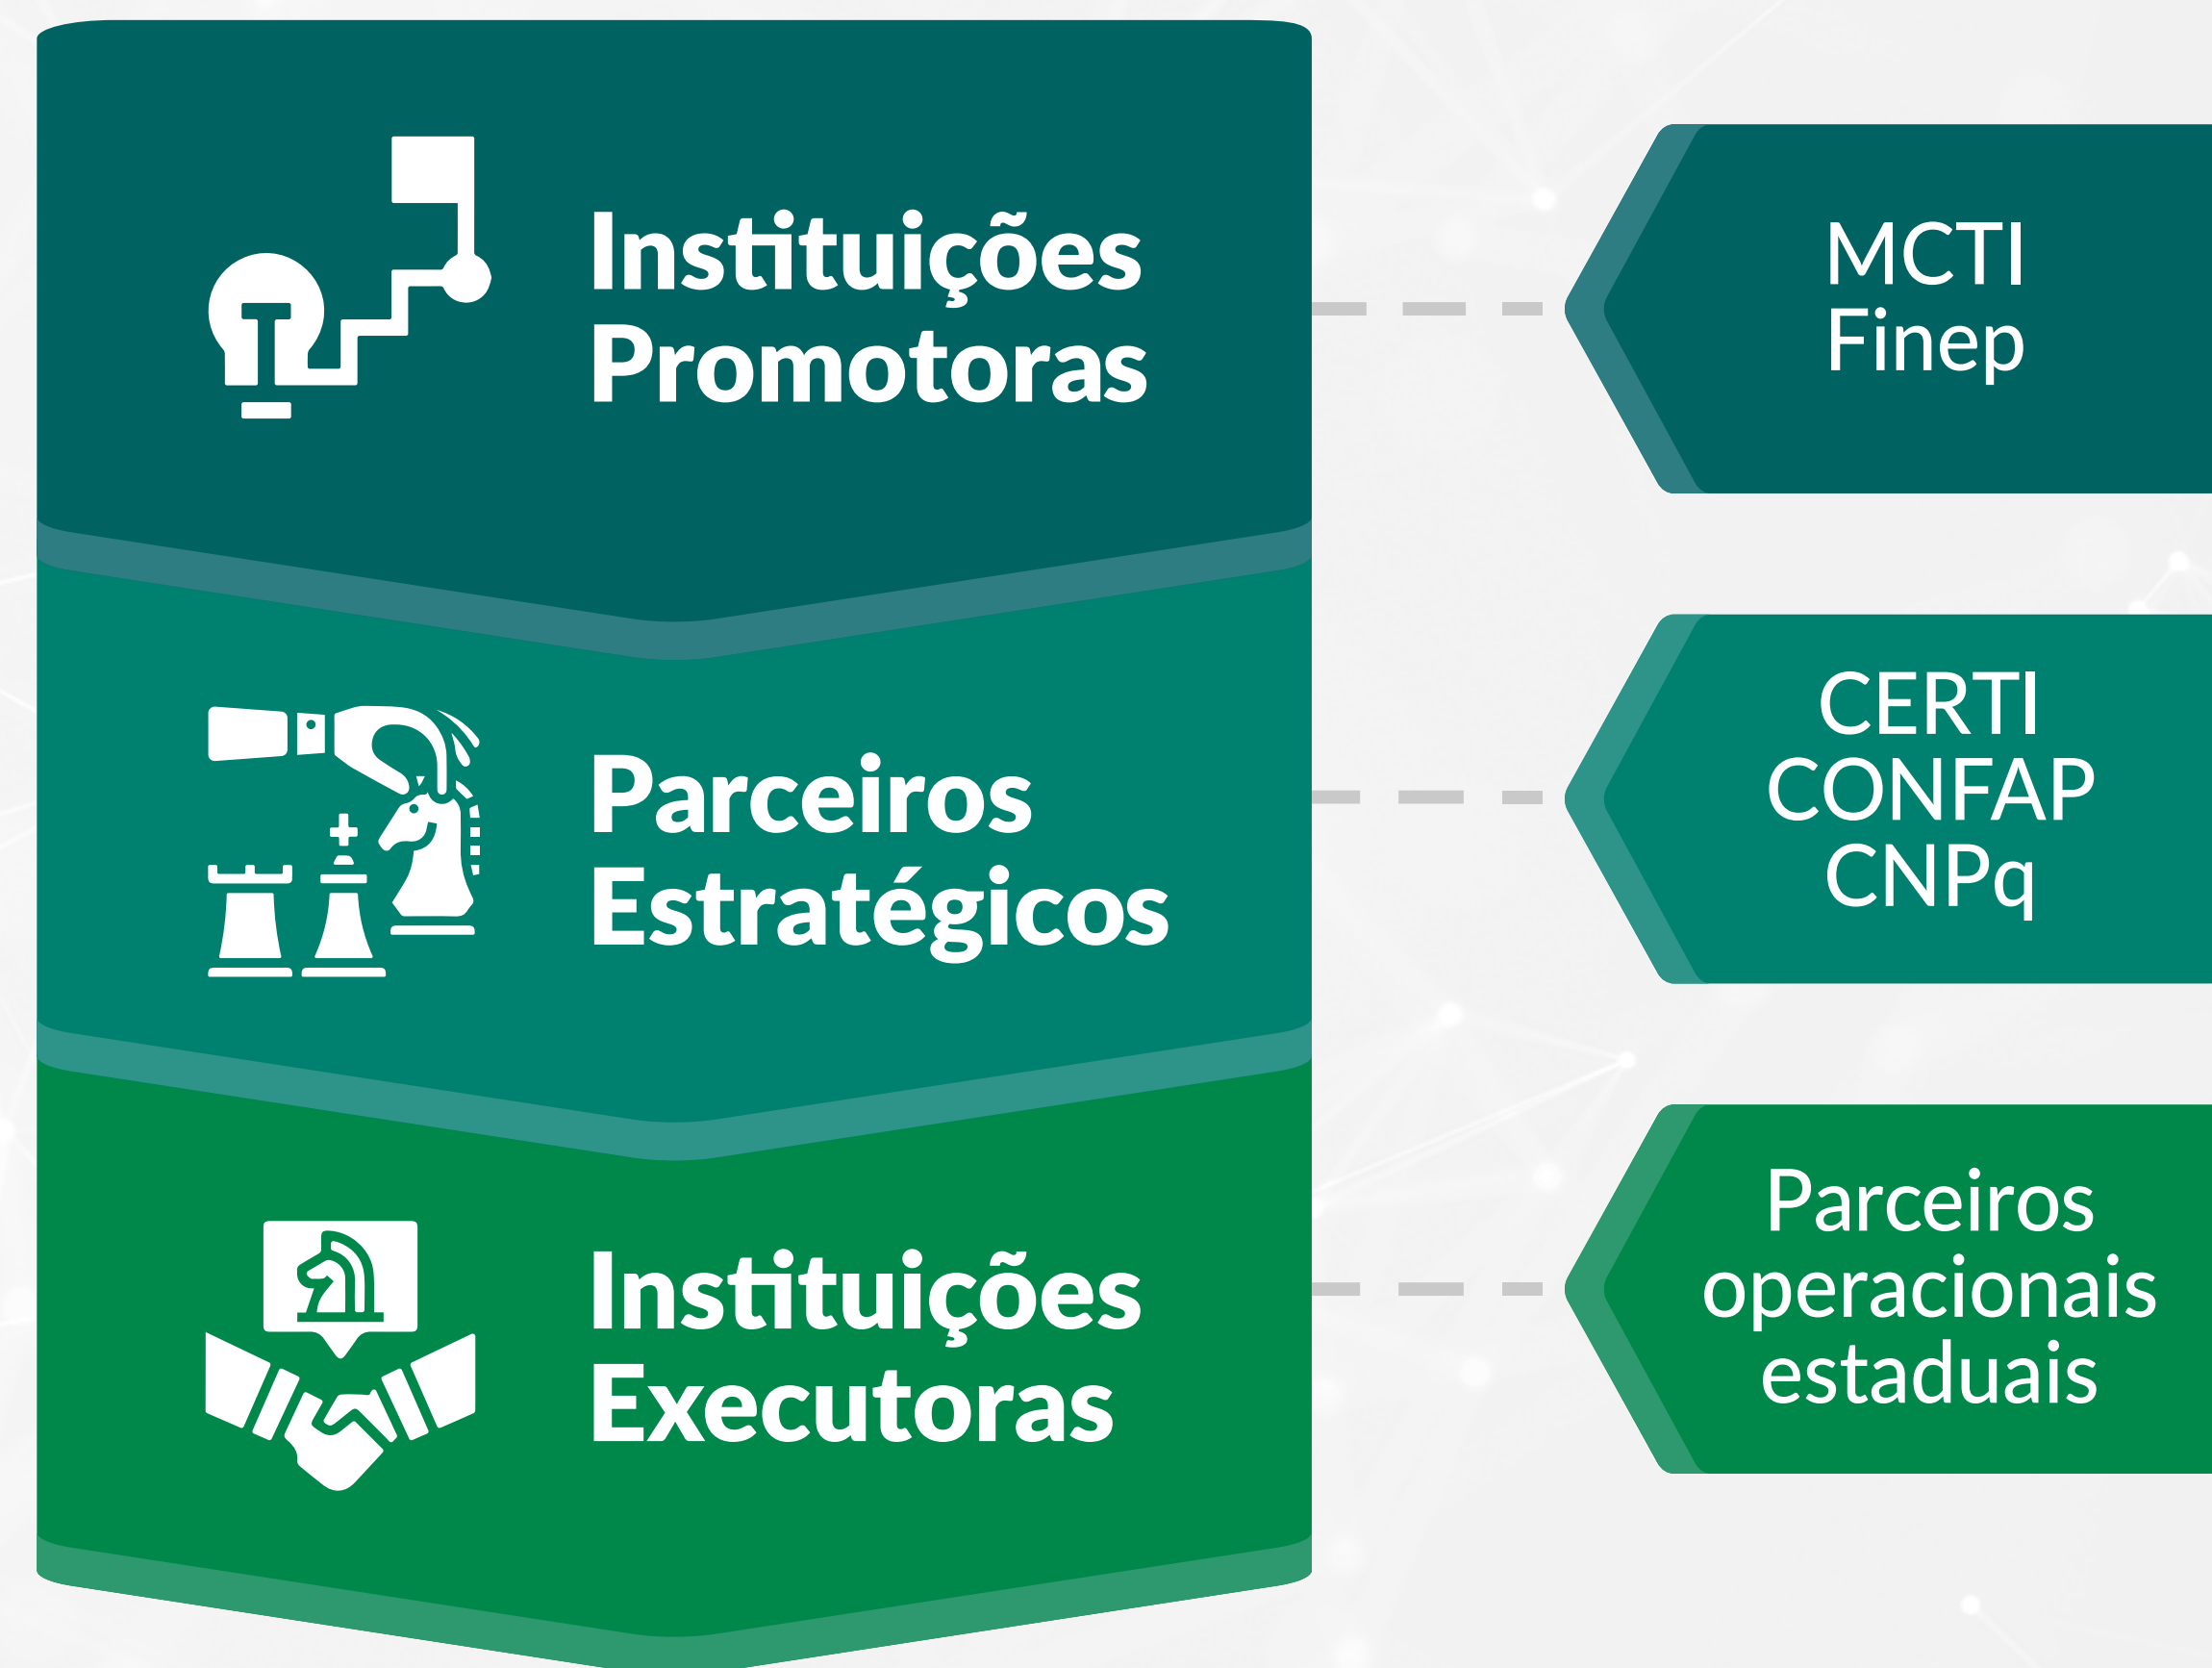 Instituições
Promotoras
MCTI
Finep
Parceiros
Estratégicos
CERTI
CONFAP
CNPq
Instituições
Executoras
Parceiros
operacionais
estaduais